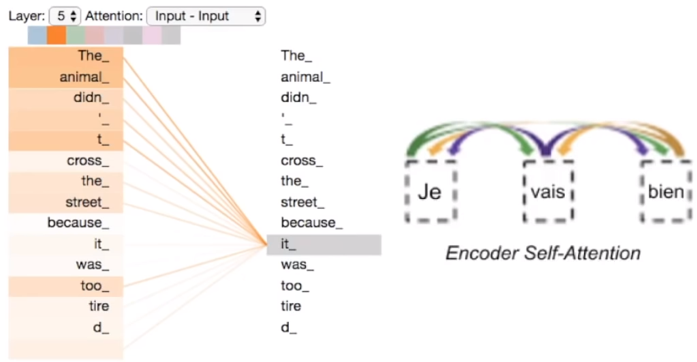 Layer: 5 Attention: Input - Input
The_ The_
animal_ animal_
didn_ didn_
'_ '_
t_ t_
cross_ cross_
the_ the_
street_ street_
because_ because_
it_ it_
was_ was_
too_ too_
tire tire
d_ d_
Je vais bien
Encoder Self-Attention